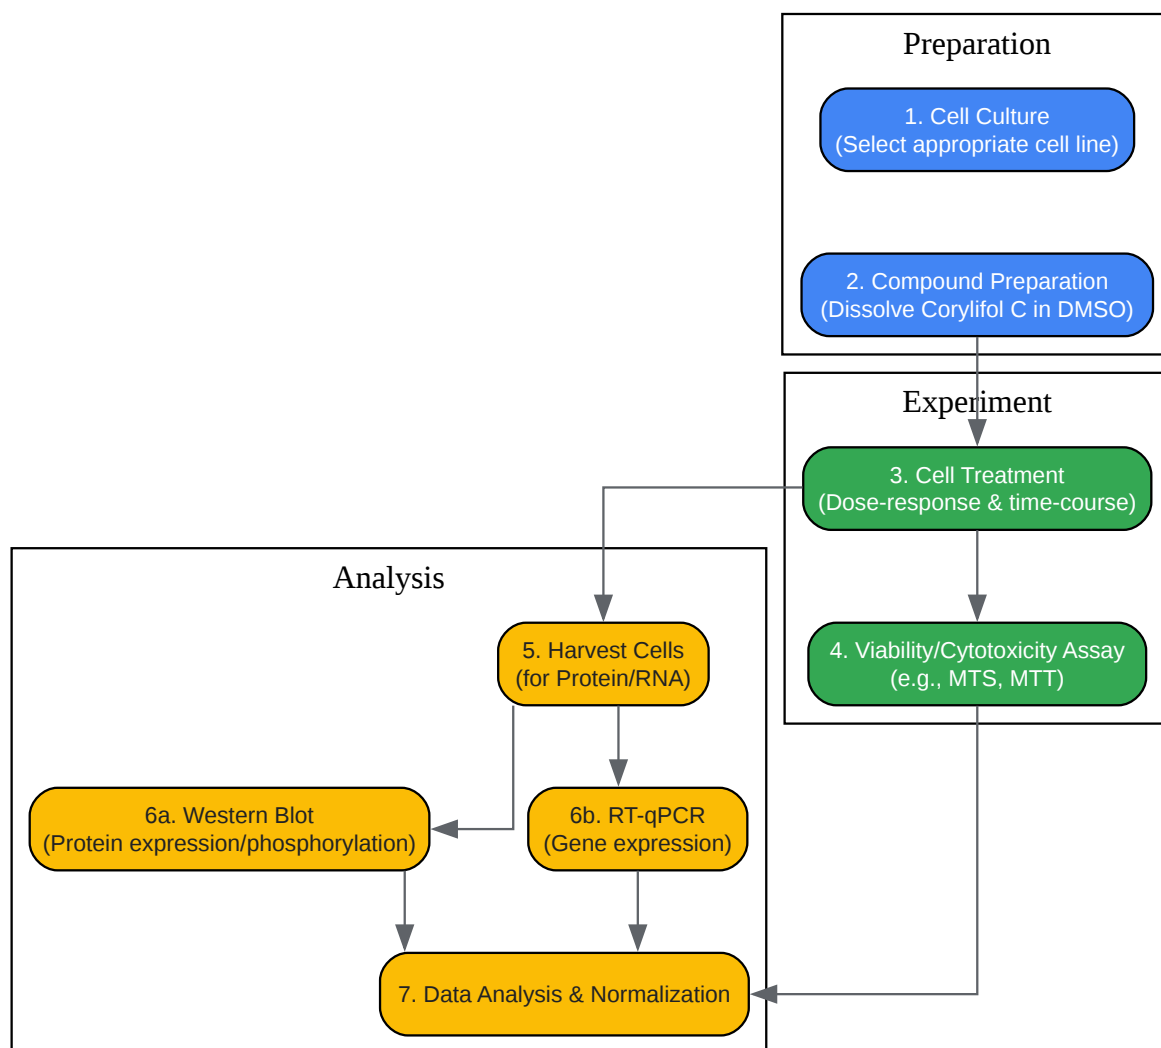 Preparation
1. Cell Culture
(Select appropriate cell line)
2. Compound Preparation
(Dissolve Corylifol C in DMSO)
Experiment
3. Cell Treatment
(Dose-response & time-course)
4. Viability/Cytotoxicity Assay
(e.g., MTS, MTT)
Analysis
5. Harvest Cells
(for Protein/RNA)
6a. Western Blot
(Protein expression/phosphorylation)
6b. RT-qPCR
(Gene expression)
7. Data Analysis & Normalization